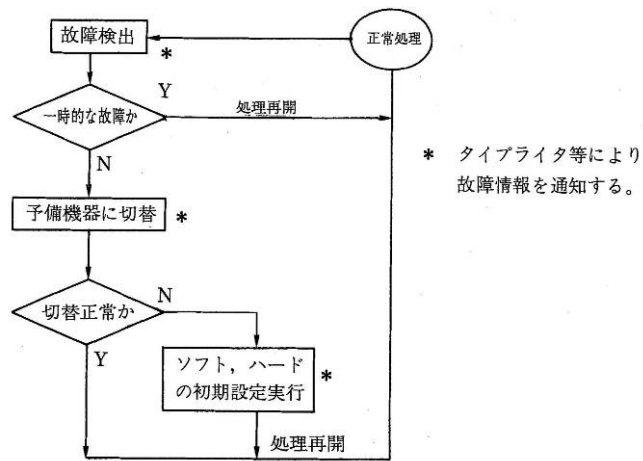 故障検出
*
正常処理
Y
一時的な故障か
処理再開
N
* タイプライタ等により
故障情報を通知する。
予備機器に切替
*
切替正常か
N
Y
ソフト，ハード
の初期設定実行
*
処理再開